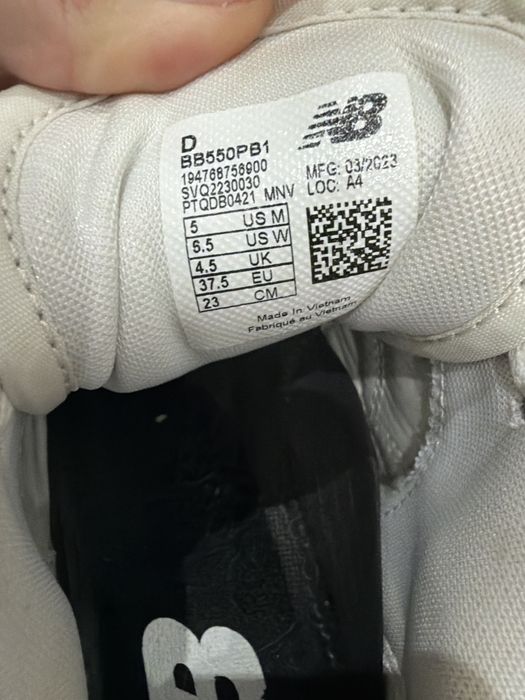 D
BB550PB1
194768756900
SVQ2230030
PTQDB0421 MNV
5 US M
6.5 US W
4.5 UK
37.5 EU
23 CM
NB
MFG: 03/2023
LOC: A4
Made In Vietnam
Fabriqué au Vietnam